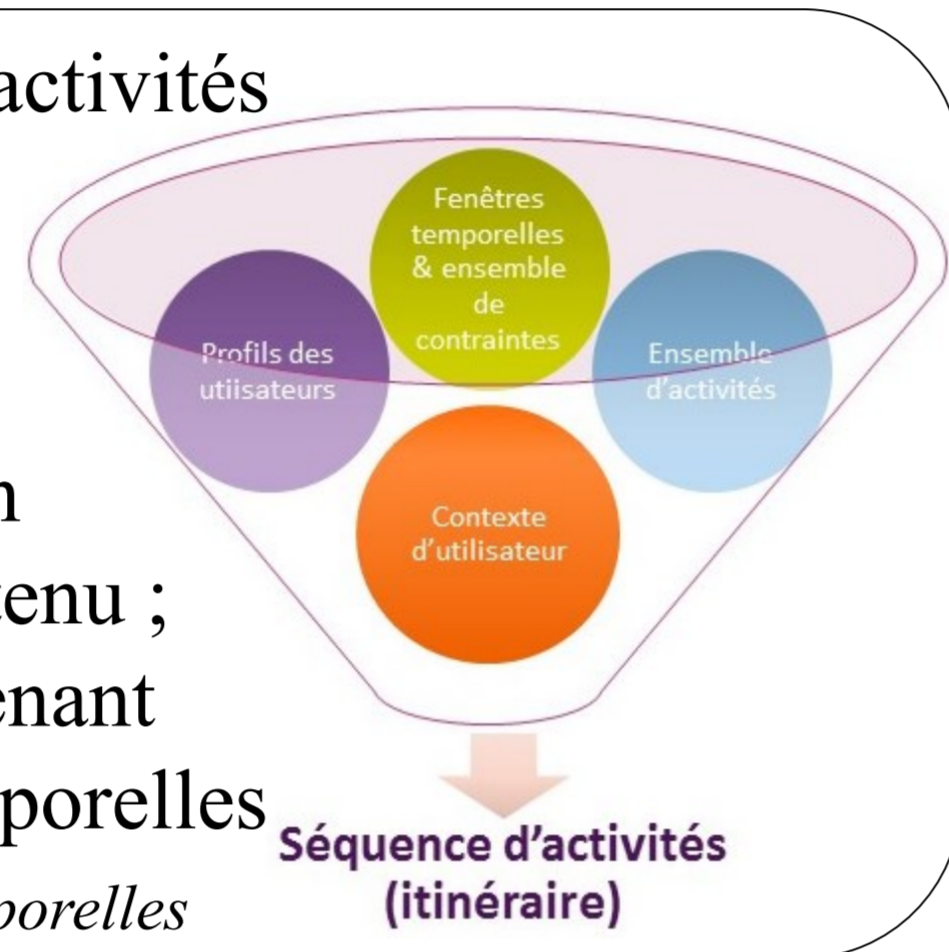 activités
Fenêtres
temporelles
& ensemble
de
contraintes
Profils des
utiisateurs
Ensemble
d'activités
Contexte
d'utilisateur
tenu ;
enant
porelles
Séquence d'activités
(itinéraire)
porelles